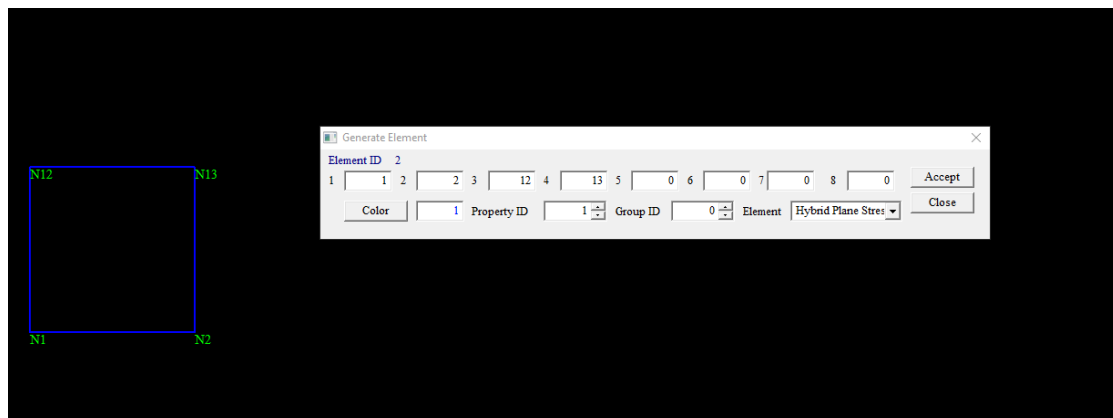 Generate Element
Element ID 2
1 1 2 2 3 12 4 13 5 0 6 0 7 0 8 0 Accept
Color 1 Property ID 1 Group ID 0 Element Hybrid Plane Stres Close
N12 N13
N1 N2